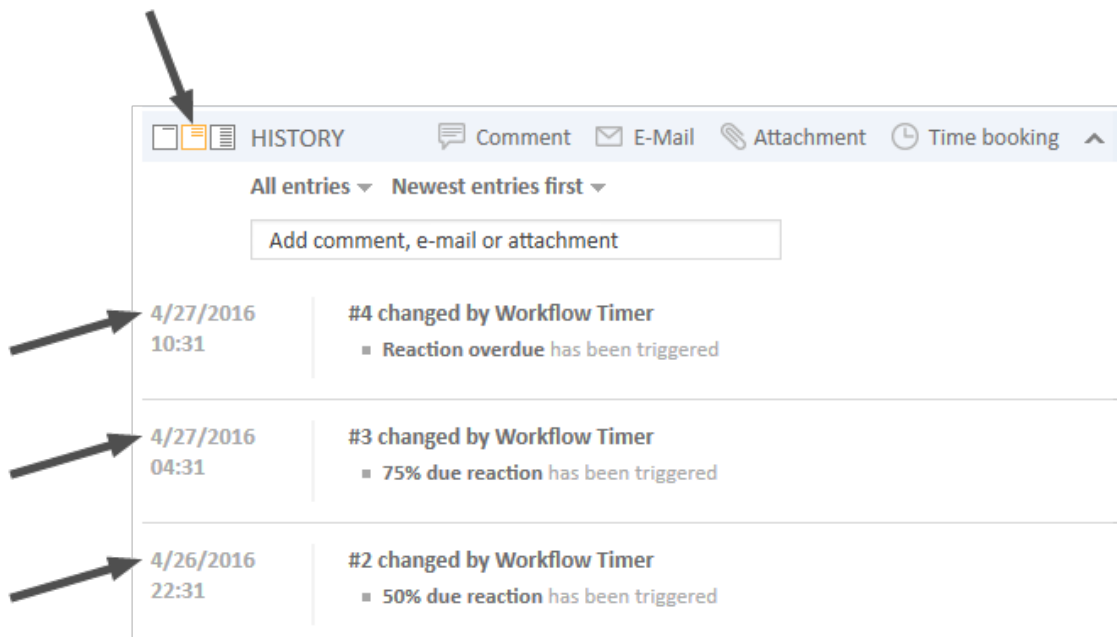 HISTORY Comment E-Mail Attachment Time booking
All entries Newest entries first
Add comment, e-mail or attachment
4/27/2016 #4 changed by Workflow Timer
10:31 Reaction overdue has been triggered
4/27/2016 #3 changed by Workflow Timer
04:31 75% due reaction has been triggered
4/26/2016 #2 changed by Workflow Timer
22:31 50% due reaction has been triggered